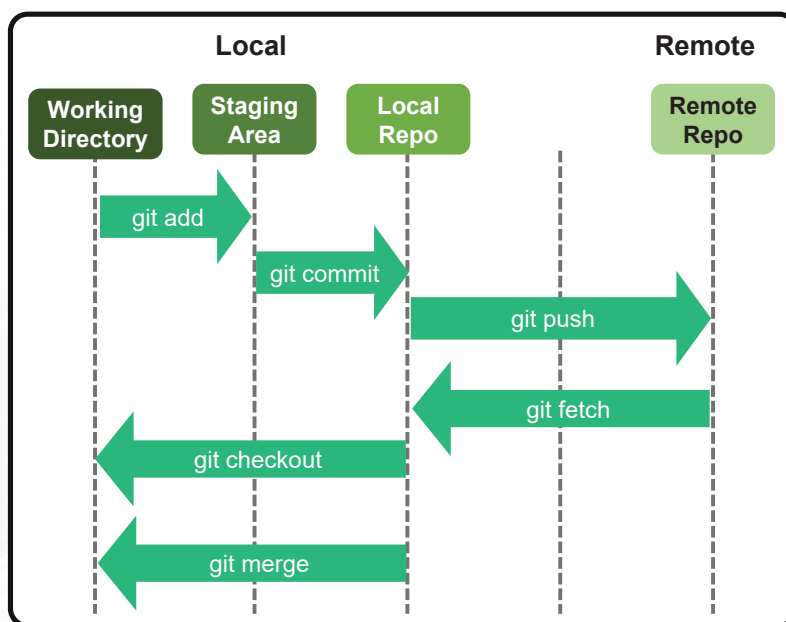 Local
Remote
Working
Directory
Staging
Area
Local
Repo
Remote
Repo
git add
git commit
git push
git fetch
git checkout
git merge